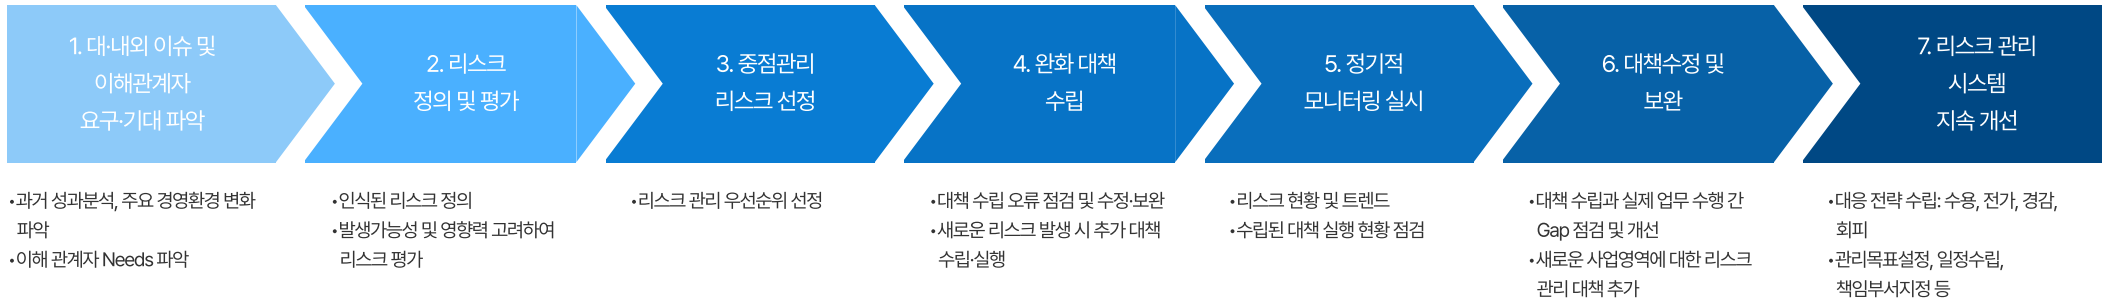 1. 대·내외 이슈 및
이해관계자
요구·기대 파악
2. 리스크
정의 및 평가
3. 중점관리
리스크 선정
4. 완화 대책
수립
5. 정기적
모니터링 실시
6. 대책수정 및
보완
7. 리스크 관리
시스템
지속 개선
•과거 성과분석, 주요 경영환경 변화
파악
•이해 관계자 Needs 파악
•인식된 리스크 정의
•발생가능성 및 영향력 고려하여
리스크 평가
•리스크 관리 우선순위 선정
•대책 수립 오류 점검 및 수정·보완
•새로운 리스크 발생 시 추가 대책
수립·실행
•리스크 현황 및 트렌드
•수립된 대책 실행 현황 점검
•대책 수립과 실제 업무 수행 간
Gap 점검 및 개선
•새로운 사업영역에 대한 리스크
관리 대책 추가
•대응 전략 수립: 수용, 전가, 경감,
회피
•관리목표설정, 일정수립,
책임부서지정 등